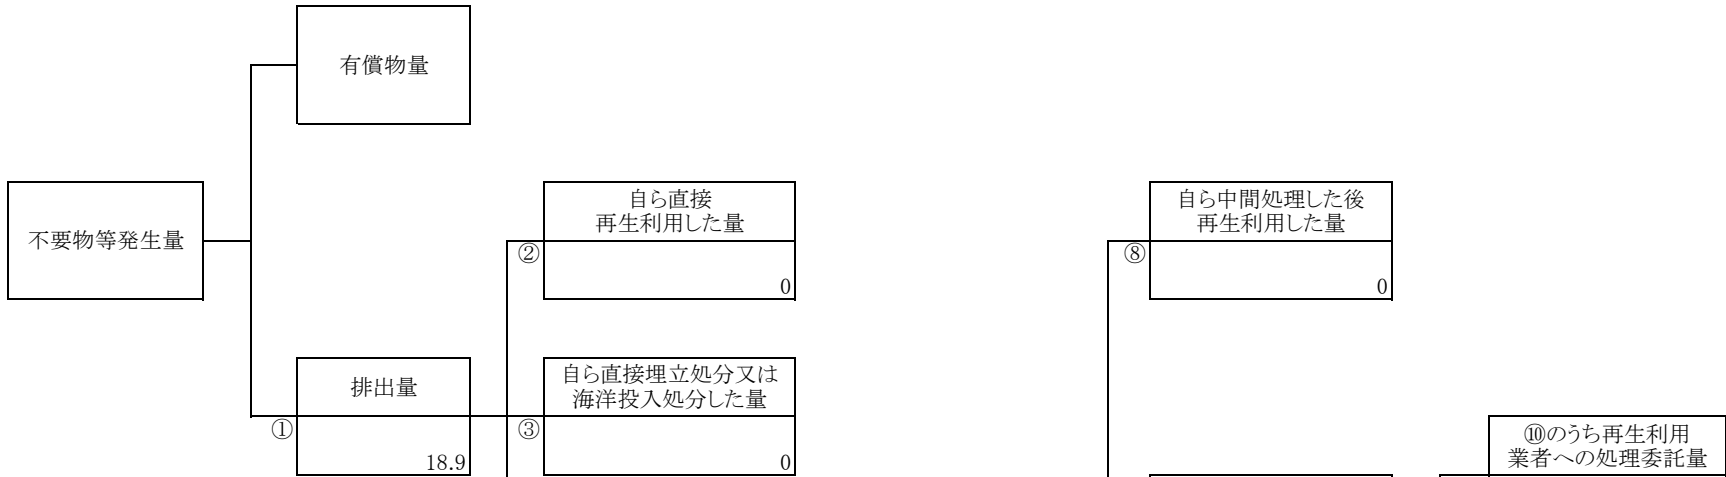 有償物量
不要物等発生量
自ら直接
再生利用した量
②
0
自ら中間処理した後
再生利用した量
⑧
0
排出量
①
18.9
自ら直接埋立処分又は
海洋投入処分した量
③
0
⑩のうち再生利用
業者への処理委託量